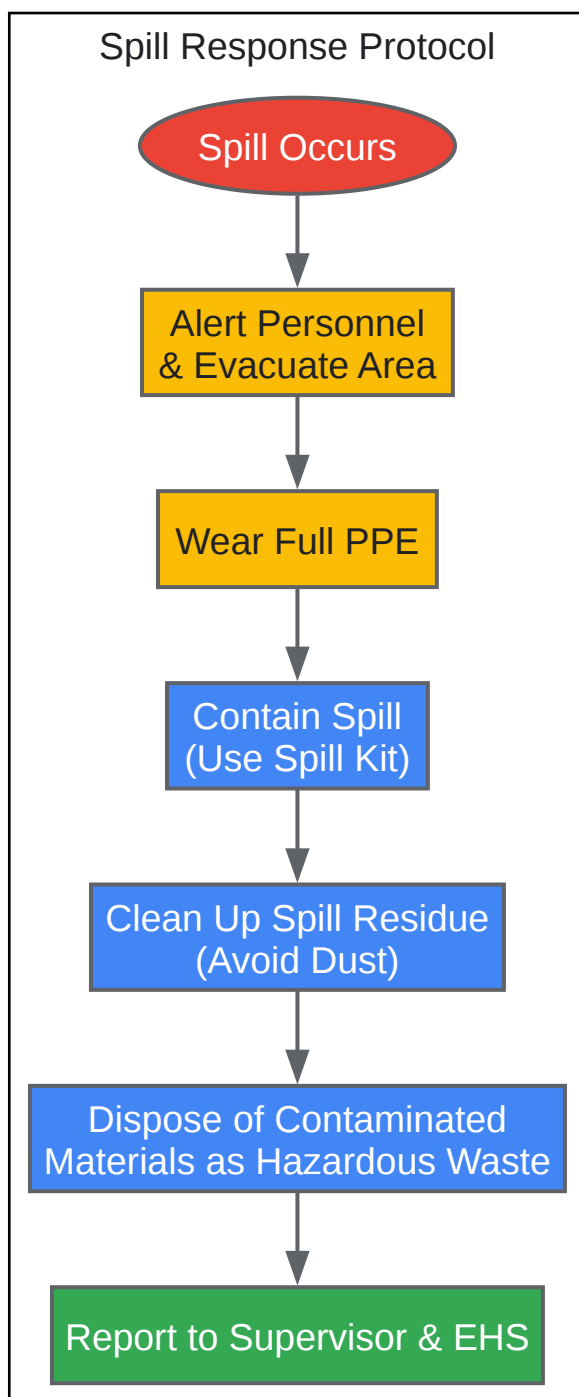 Spill Response Protocol
Spill Occurs
Alert Personnel
& Evacuate Area
Wear Full PPE
Contain Spill
(Use Spill Kit)
Clean Up Spill Residue
(Avoid Dust)
Dispose of Contaminated
Materials as Hazardous Waste
Report to Supervisor & EHS